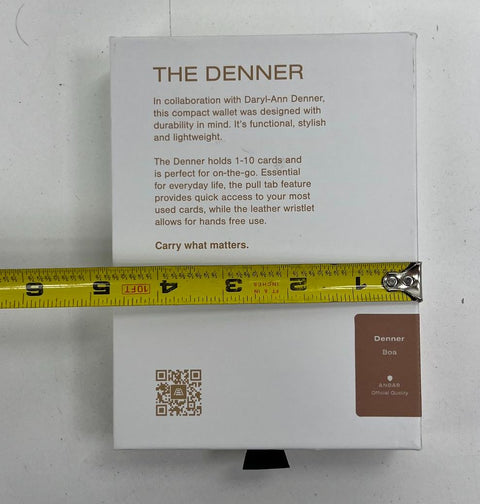 THE DENNER
In collaboration with Daryl-Ann Denner,
this compact wallet was designed with
durability in mind. It's functional, stylish
and lightweight.
The Denner holds 1-10 cards and
is perfect for on-the-go. Essential
for everyday life, the pull tab feature
provides quick access to your most
used cards, while the leather wristlet
allows for hands free use.
Carry what matters.
6 5 10FT 4 3 FT & IN INCHES 2 1
Denner
Boa
ANDAR
Official Quality